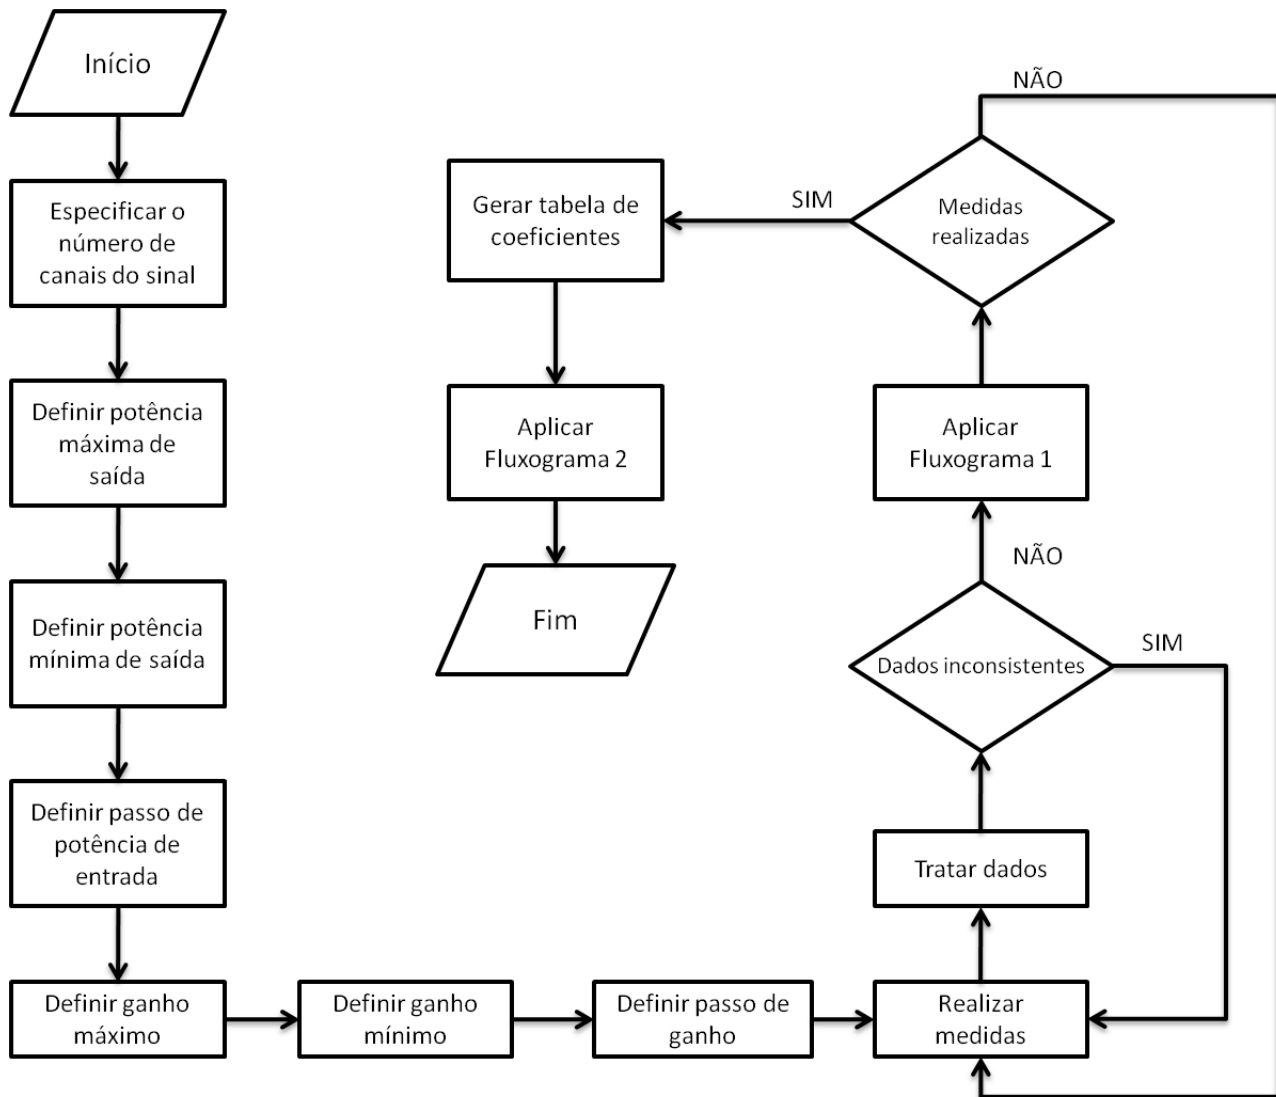 Início
Especificar o
número de
canais do sinal
Definir potência
máxima de
saída
Definir potência
mínima de saída
Definir passo de
potência de
entrada
Definir ganho
máximo
Definir ganho
mínimo
Definir passo de
ganho
Realizar
medidas
Tratar dados
Dados inconsistentes
SIM
NÃO
Aplicar
Fluxograma 1
Medidas
realizadas
NÃO
SIM
Gerar tabela de
coeficientes
Aplicar
Fluxograma 2
Fim